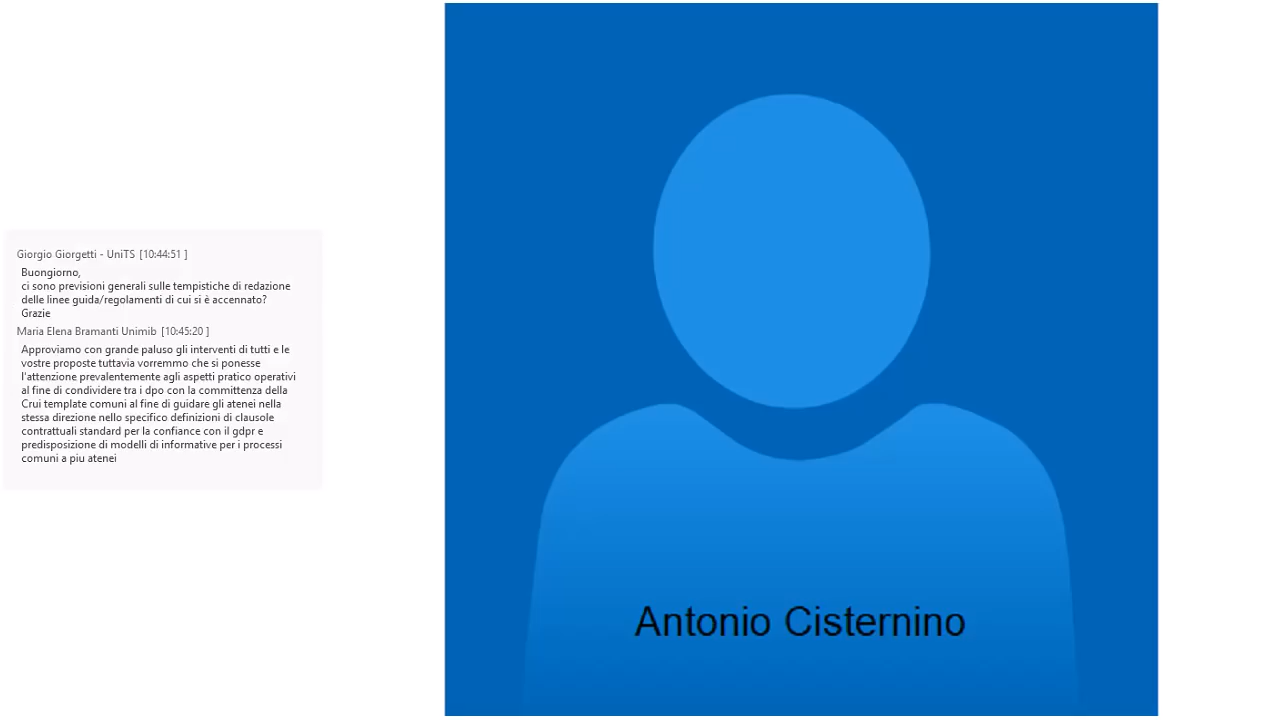 Giorgio Giorgetti - UniTS [10:44:51 ]
Buongiorno,
ci sono previsioni generali sulle tempistiche di redazione
delle linee guida/regolamenti di cui si è accennato?
Grazie
Maria Elena Bramanti Unimib [10:45:20 ]
Approviamo con grande paluso gli interventi di tutti e le
vostre proposte tuttavia vorremmo che si ponesse
l'attenzione prevalentemente agli aspetti pratico operativi
al fine di condividere tra i dpo con la committenza della
Crui template comuni al fine di guidare gli atenei nella
stessa direzione nello specifico definizioni di clausole
contrattuali standard per la confiance con il gdpr e
predisposizione di modelli di informative per i processi
comuni a piu atenei
Antonio Cisternino